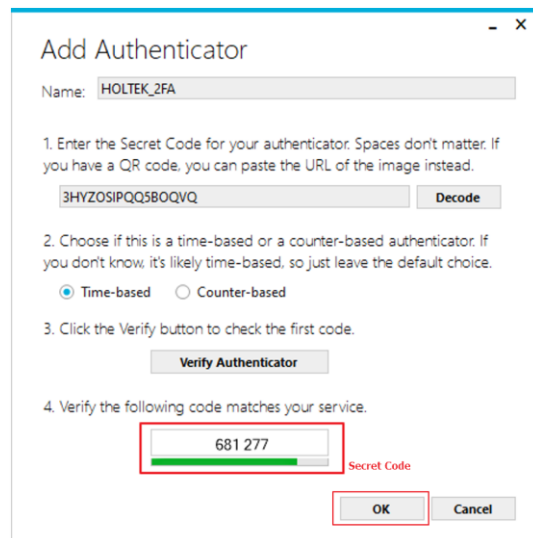 Add Authenticator
Name: HOLTEK_2FA
1. Enter the Secret Code for your authenticator. Spaces don't matter. If
you have a QR code, you can paste the URL of the image instead.
3HYZOSIPQQ5BOQVQ Decode
2. Choose if this is a time-based or a counter-based authenticator. If
you don't know, it's likely time-based, so just leave the default choice.
Time-based Counter-based
3. Click the Verify button to check the first code.
Verify Authenticator
4. Verify the following code matches your service.
681 277
Secret Code
OK Cancel